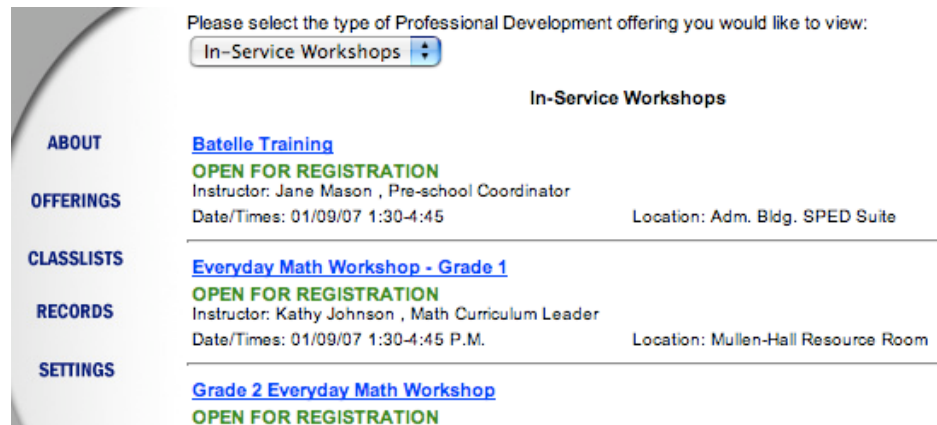 Please select the type of Professional Development offering you would like to view:
In-Service Workshops
In-Service Workshops
ABOUT
OFFERINGS
CLASSLISTS
RECORDS
SETTINGS
Batelle Training
OPEN FOR REGISTRATION
Instructor: Jane Mason , Pre-school Coordinator
Date/Times: 01/09/07 1:30-4:45 Location: Adm. Bldg. SPED Suite
Everyday Math Workshop - Grade 1
OPEN FOR REGISTRATION
Instructor: Kathy Johnson , Math Curriculum Leader
Date/Times: 01/09/07 1:30-4:45 P.M. Location: Mullen-Hall Resource Room
Grade 2 Everyday Math Workshop
OPEN FOR REGISTRATION